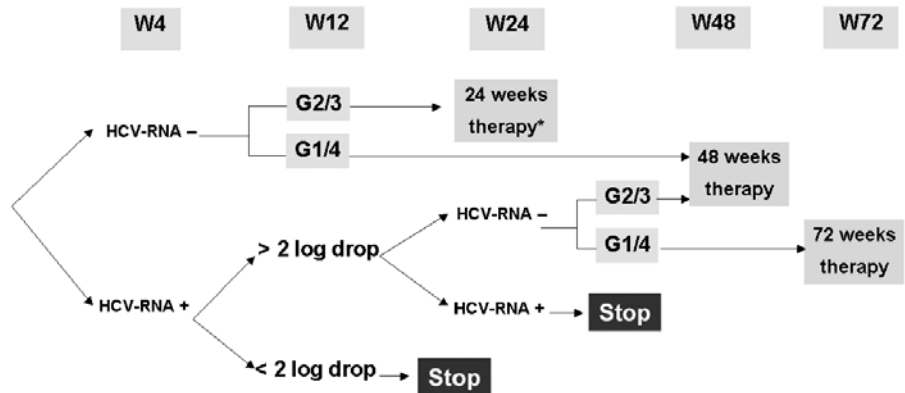 W4
W12
W24
W48
W72
G2/3
24 weeks
therapy*
HCV-RNA –
G1/4
48 weeks
therapy
G2/3
HCV-RNA –
G1/4
72 weeks
therapy
> 2 log drop
HCV-RNA +
HCV-RNA +
Stop
< 2 log drop
Stop